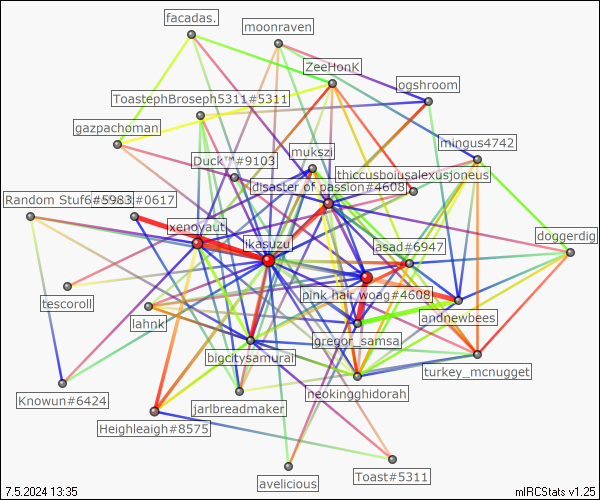 facadas.
moonraven
ZeeHonK
ogshroom
ToastephBroseph5311#5311
gazpachoman
mukszi
mingus4742
Duck™#9103
thiccusbousalexusjoneus
disaster of passion#4608
Random Stuf6#5983
#0617
xenoyaut
likasuzu
asad#6947
doggerdig
tescoroll
pink hair woag#4608
andnewbees
lahnk
gregor_samsa
bigcitysamurai
turkey_mcnugget
Knowun#6424
jarlbreadmaker
neokingghidorah
Heighleaigh#8575
avelicious
Toast#5311
7.5.2024 13:35
mIRCStats v1.25